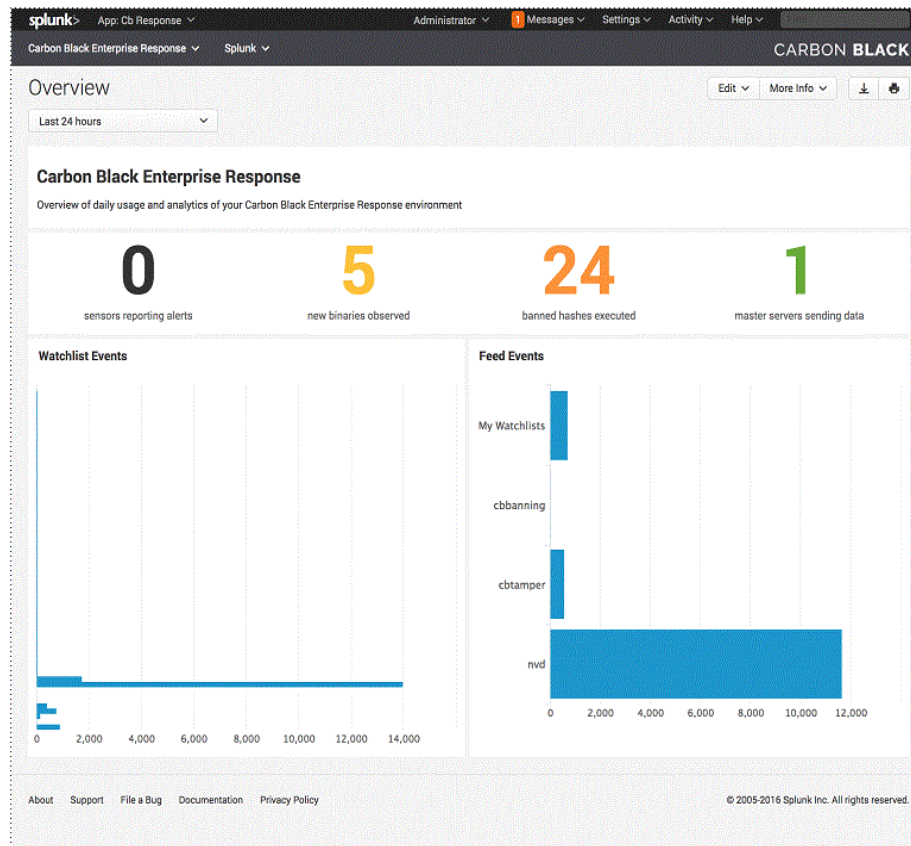 splunk> App: Cb Response Administrator 1 Messages Settings Activity Help Find
Carbon Black Enterprise Response Splunk CARBON BLACK
Overview
Edit More Info
Last 24 hours
Carbon Black Enterprise Response
Overview of daily usage and analytics of your Carbon Black Enterprise Response environment
0 5 24 1
sensors reporting alerts new binaries observed banned hashes executed master servers sending data
Watchlist Events
0 2,000 4,000 6,000 8,000 10,000 12,000 14,000
Feed Events
My Watchlists
cbbanning
cbtamper
nvd
0 2,000 4,000 6,000 8,000 10,000 12,000
About Support File a Bug Documentation Privacy Policy © 2005-2016 Splunk Inc. All rights reserved.